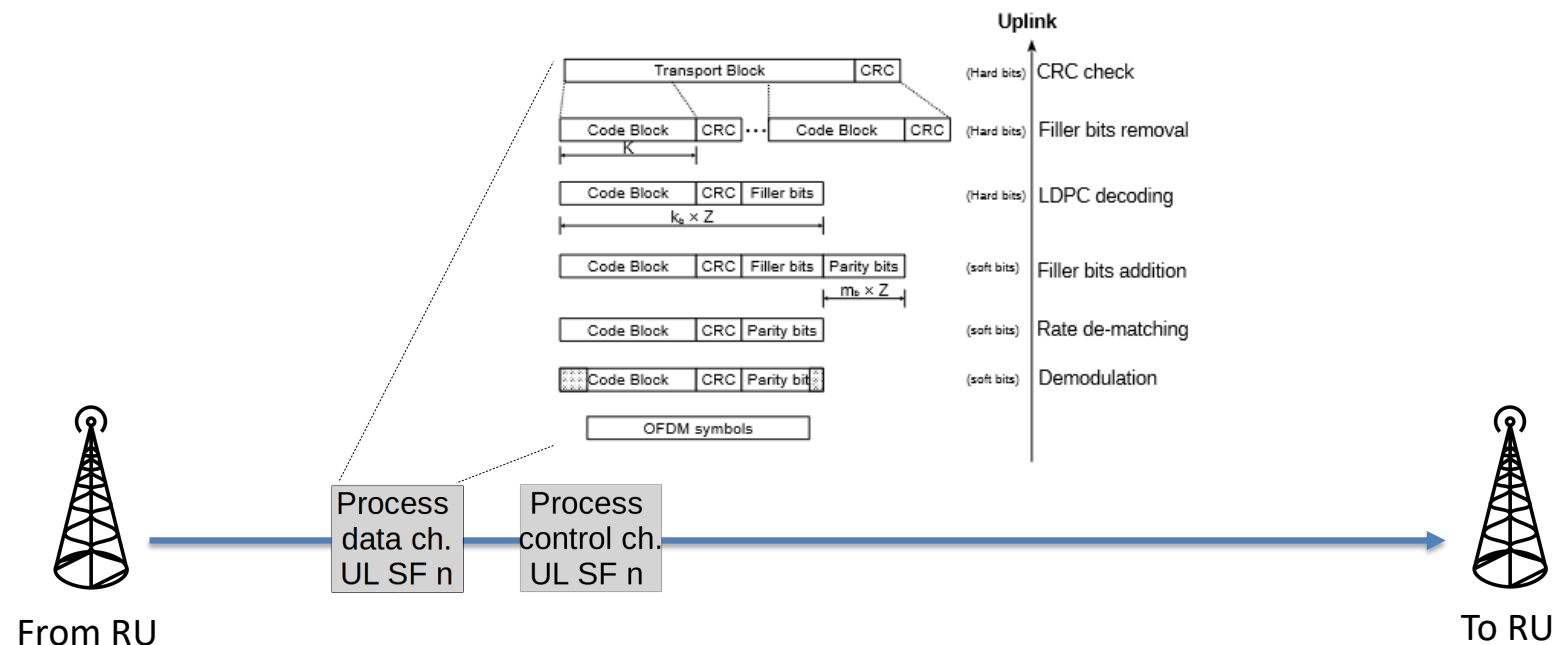 Uplink
Transport Block CRC (Hard bits) CRC check
Code Block CRC ... Code Block CRC (Hard bits) Filler bits removal
K
Code Block CRC Filler bits (Hard bits) LDPC decoding
k_b × Z
Code Block CRC Filler bits Parity bits (soft bits) Filler bits addition
m_b × Z
Code Block CRC Parity bits (soft bits) Rate de-matching
Code Block CRC Parity bit (soft bits) Demodulation
OFDM symbols
Process
data ch.
UL SF n
Process
control ch.
UL SF n
From RU
To RU